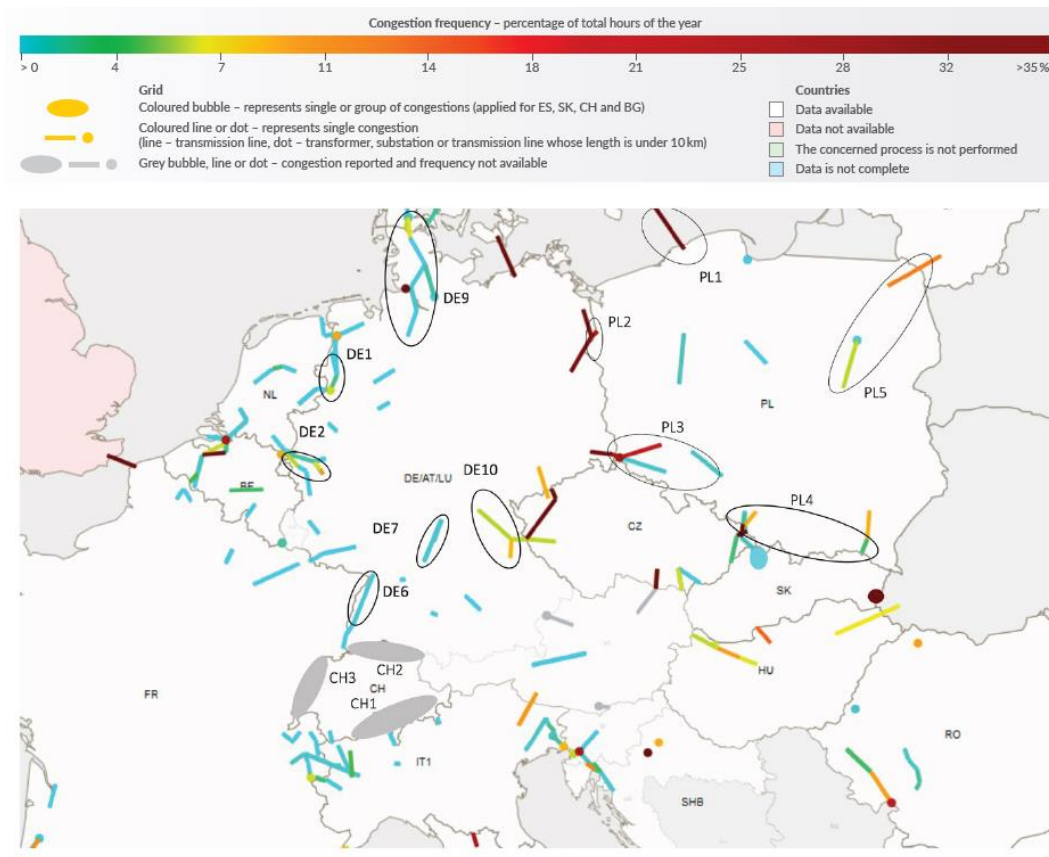 Congestion frequency – percentage of total hours of the year
> 0 4 7 11 14 18 21 25 28 32 >35 %
Grid
Coloured bubble – represents single or group of congestions (applied for ES, SK, CH and BG)
Coloured line or dot – represents single congestion
(line – transmission line, dot – transformer, substation or transmission line whose length is under 10 km)
Grey bubble, line or dot – congestion reported and frequency not available
Countries
Data available
Data not available
The concerned process is not performed
Data is not complete
PL1
DE9
PL2
DE1
NL
PL
PL5
DE2
PL3
DE10
DE/AT/LU
BE
PL4
CZ
DE7
DE6
SK
CH2
CH3
CH
CH1
HU
FR
RO
IT1
SHB